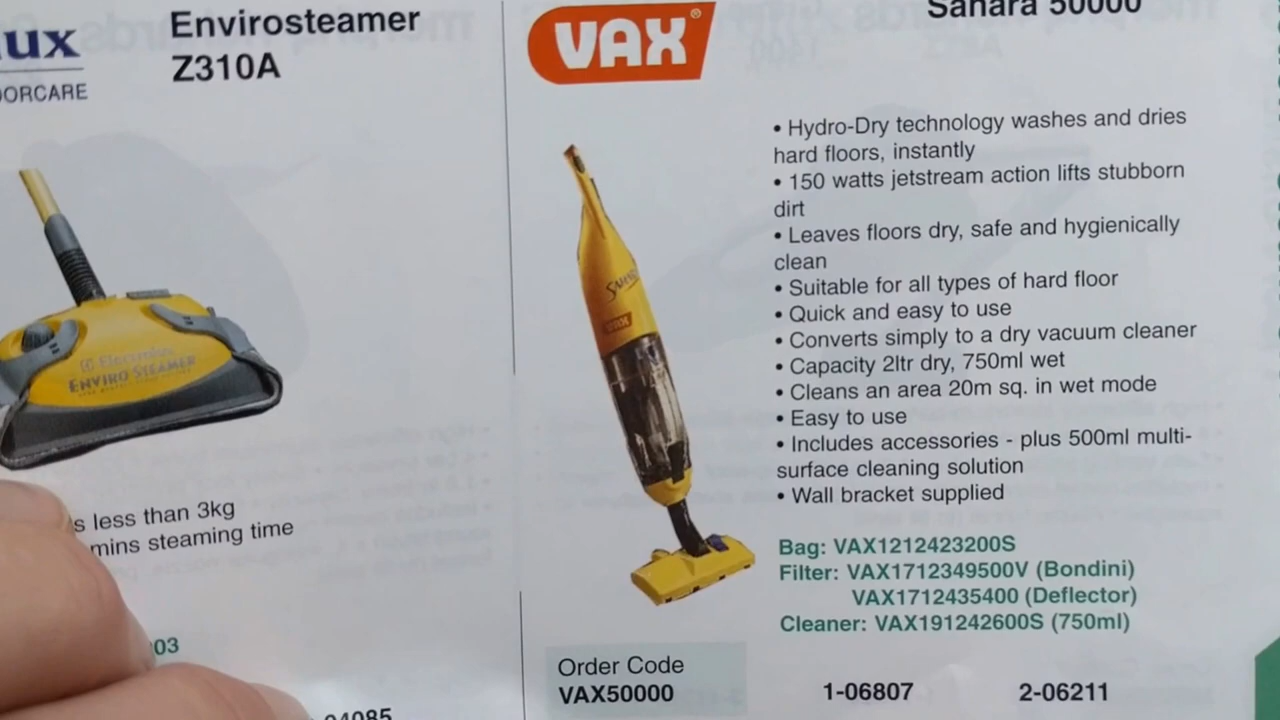 ux
ORCARE
Envirosteamer
Z310A
Electrolux
ENVIRO STEAMER
s less than 3kg
mins steaming time
03
04085
VAX®
Sahara 50000
VAX
• Hydro-Dry technology washes and dries
hard floors, instantly
• 150 watts jetstream action lifts stubborn
dirt
• Leaves floors dry, safe and hygienically
clean
• Suitable for all types of hard floor
• Quick and easy to use
• Converts simply to a dry vacuum cleaner
• Capacity 2ltr dry, 750ml wet
• Cleans an area 20m sq. in wet mode
• Easy to use
• Includes accessories - plus 500ml multi-
surface cleaning solution
• Wall bracket supplied
Bag: VAX1212423200S
Filter: VAX1712349500V (Bondini)
VAX1712435400 (Deflector)
Cleaner: VAX191242600S (750ml)
Order Code
VAX50000 1-06807 2-06211